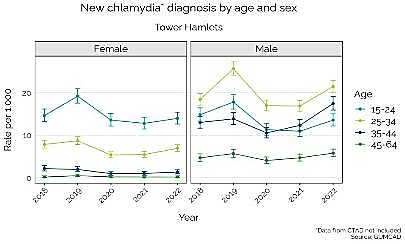 New chlamydia* diagnosis by age and sex
Tower Hamlets
Female
Male
Rate per 1,000
20
10
0
2018
2019
2020
2021
2022
2018
2019
2020
2021
2022
Year
Age
15-24
25-34
35-44
45-64
*Data from CTAD not included
Source: GUMCAD